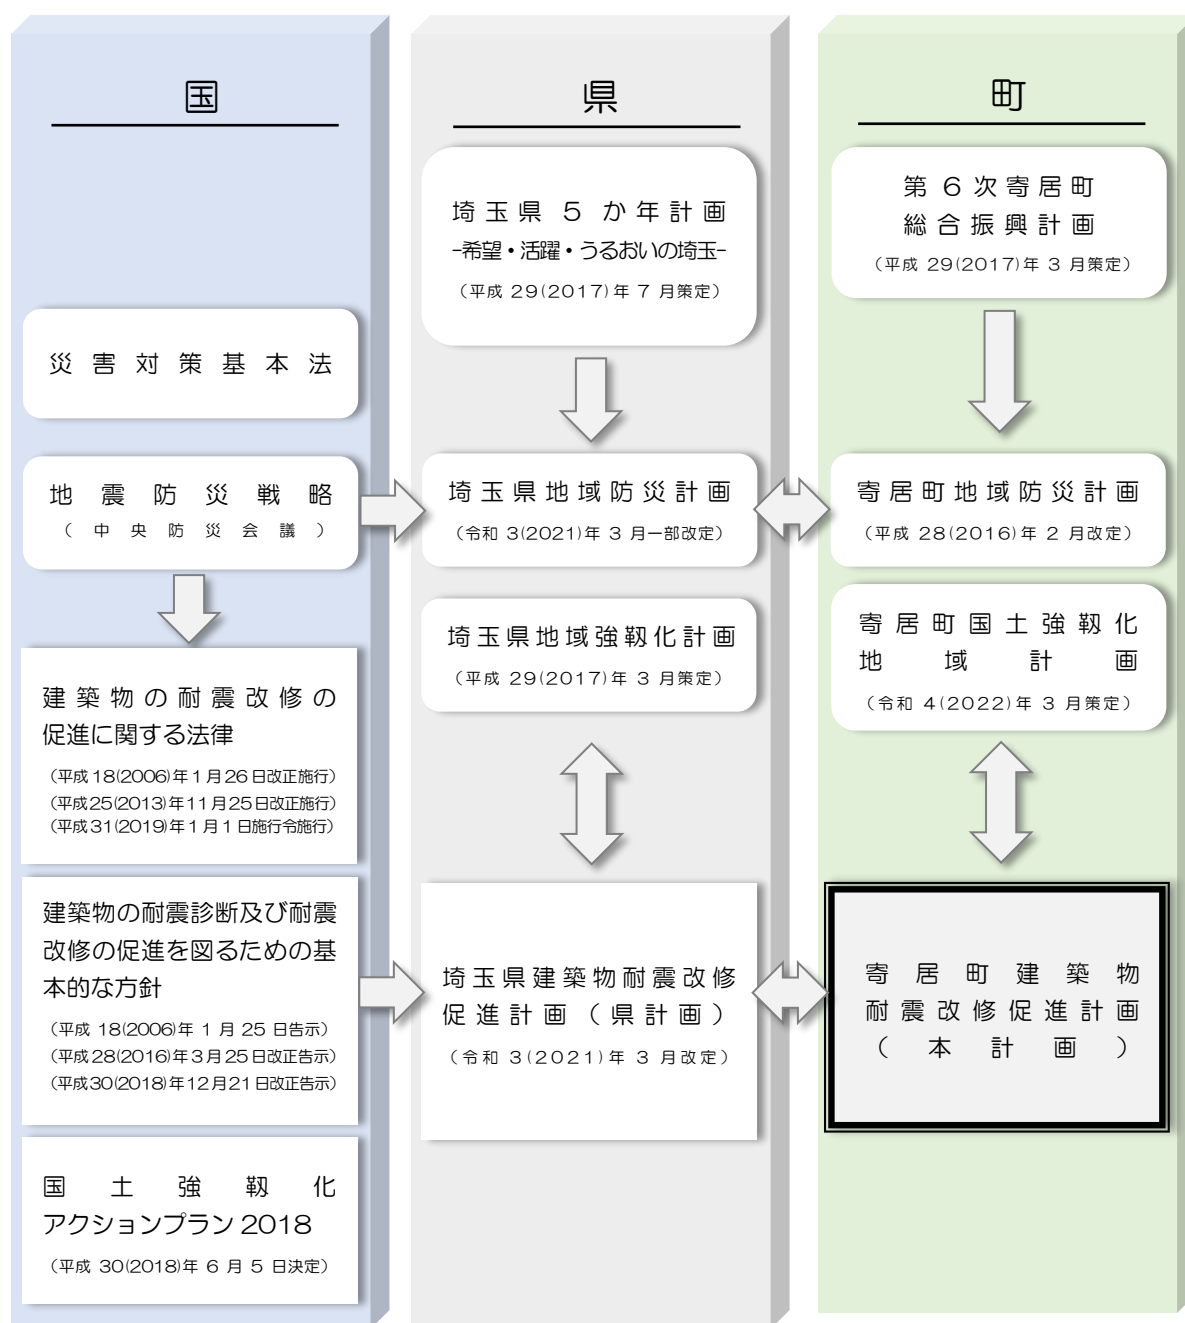 国
災害対策基本法
地震防災戦略
（中央防災会議）
建築物の耐震改修の
促進に関する法律
（平成18(2006)年1月26日改正施行）
（平成25(2013)年11月25日改正施行）
（平成31(2019)年1月1日施行令施行）
建築物の耐震診断及び耐震
改修の促進を図るための基
本的な方針
（平成 18(2006)年 1 月 25 日告示）
（平成28(2016)年3月25日改正告示）
（平成30(2018)年12月21日改正告示）
国土強靱化
アクションプラン 2018
（平成 30(2018)年 6 月 5 日決定）
県
埼玉県 5 か年計画
-希望・活躍・うるおいの埼玉-
（平成 29(2017)年 7 月策定）
埼玉県地域防災計画
（令和 3(2021)年 3 月一部改定）
埼玉県地域強靱化計画
（平成 29(2017)年 3 月策定）
埼玉県建築物耐震改修
促進計画（県計画）
（令和 3(2021)年 3 月改定）
町
第 6 次寄居町
総合振興計画
（平成 29(2017)年 3 月策定）
寄居町地域防災計画
（平成 28(2016)年 2 月改定）
寄居町国土強靱化
地域計画
（令和 4(2022)年 3 月策定）
寄居町建築物
耐震改修促進計画
（本計画）